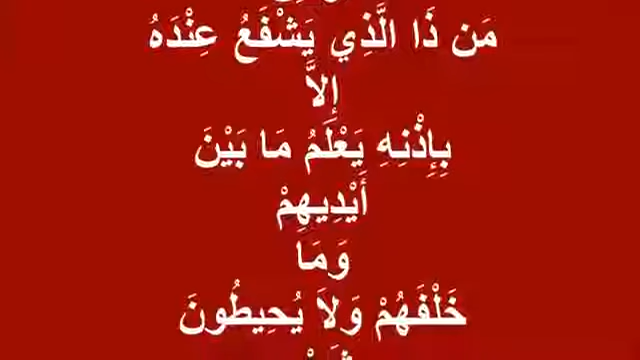 مَن ذَا الَّذِي يَشْفَعُ عِنْدَهُ
إِلاَّ
بِإِذْنِهِ يَعْلَمُ مَا بَيْنَ
أَيْدِيهِمْ
وَمَا
خَلْفَهُمْ وَلاَ يُحِيطُونَ